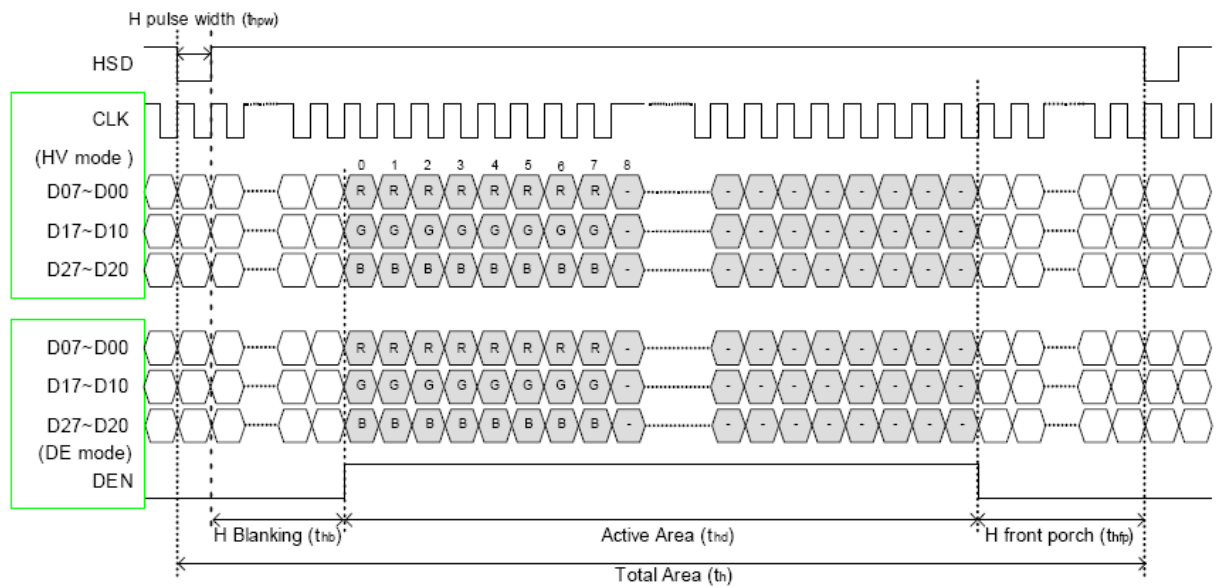 H pulse width (thpw)
HSD
CLK
(HV mode )
0 1 2 3 4 5 6 7 8
D07~D00 R R R R R R R R - - - - - - - - -
D17~D10 G G G G G G G G - - - - - - - - -
D27~D20 B B B B B B B B - - - - - - - - -
D07~D00 R R R R R R R R - - - - - - - - -
D17~D10 G G G G G G G G - - - - - - - - -
D27~D20 B B B B B B B B - - - - - - - - -
(DE mode)
DEN
H Blanking (thb) Active Area (thd) H front porch (thfp)
Total Area (th)